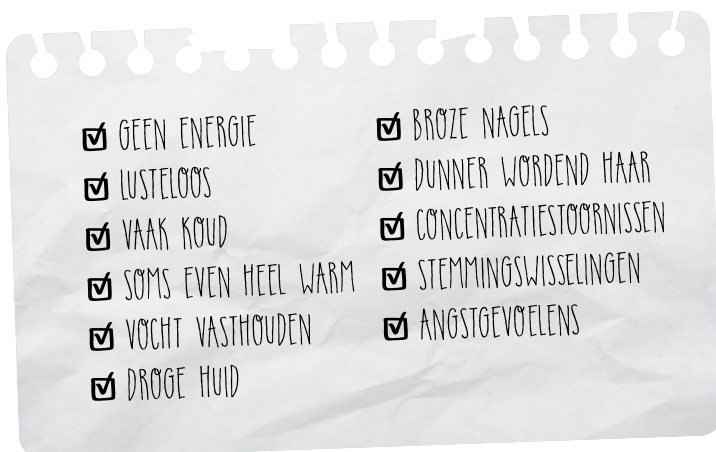 GEEN ENERGIE
LUSTELOOS
VAAK KOUD
SOMS EVEN HEEL WARM
VOCHT VASTHOUDEN
DROGE HUID
BROZE NAGELS
DUNNER WORDEND HAAR
CONCENTRATIESTOORNISSEN
STEMMINGSWISSELINGEN
ANGSTGEVOELENS